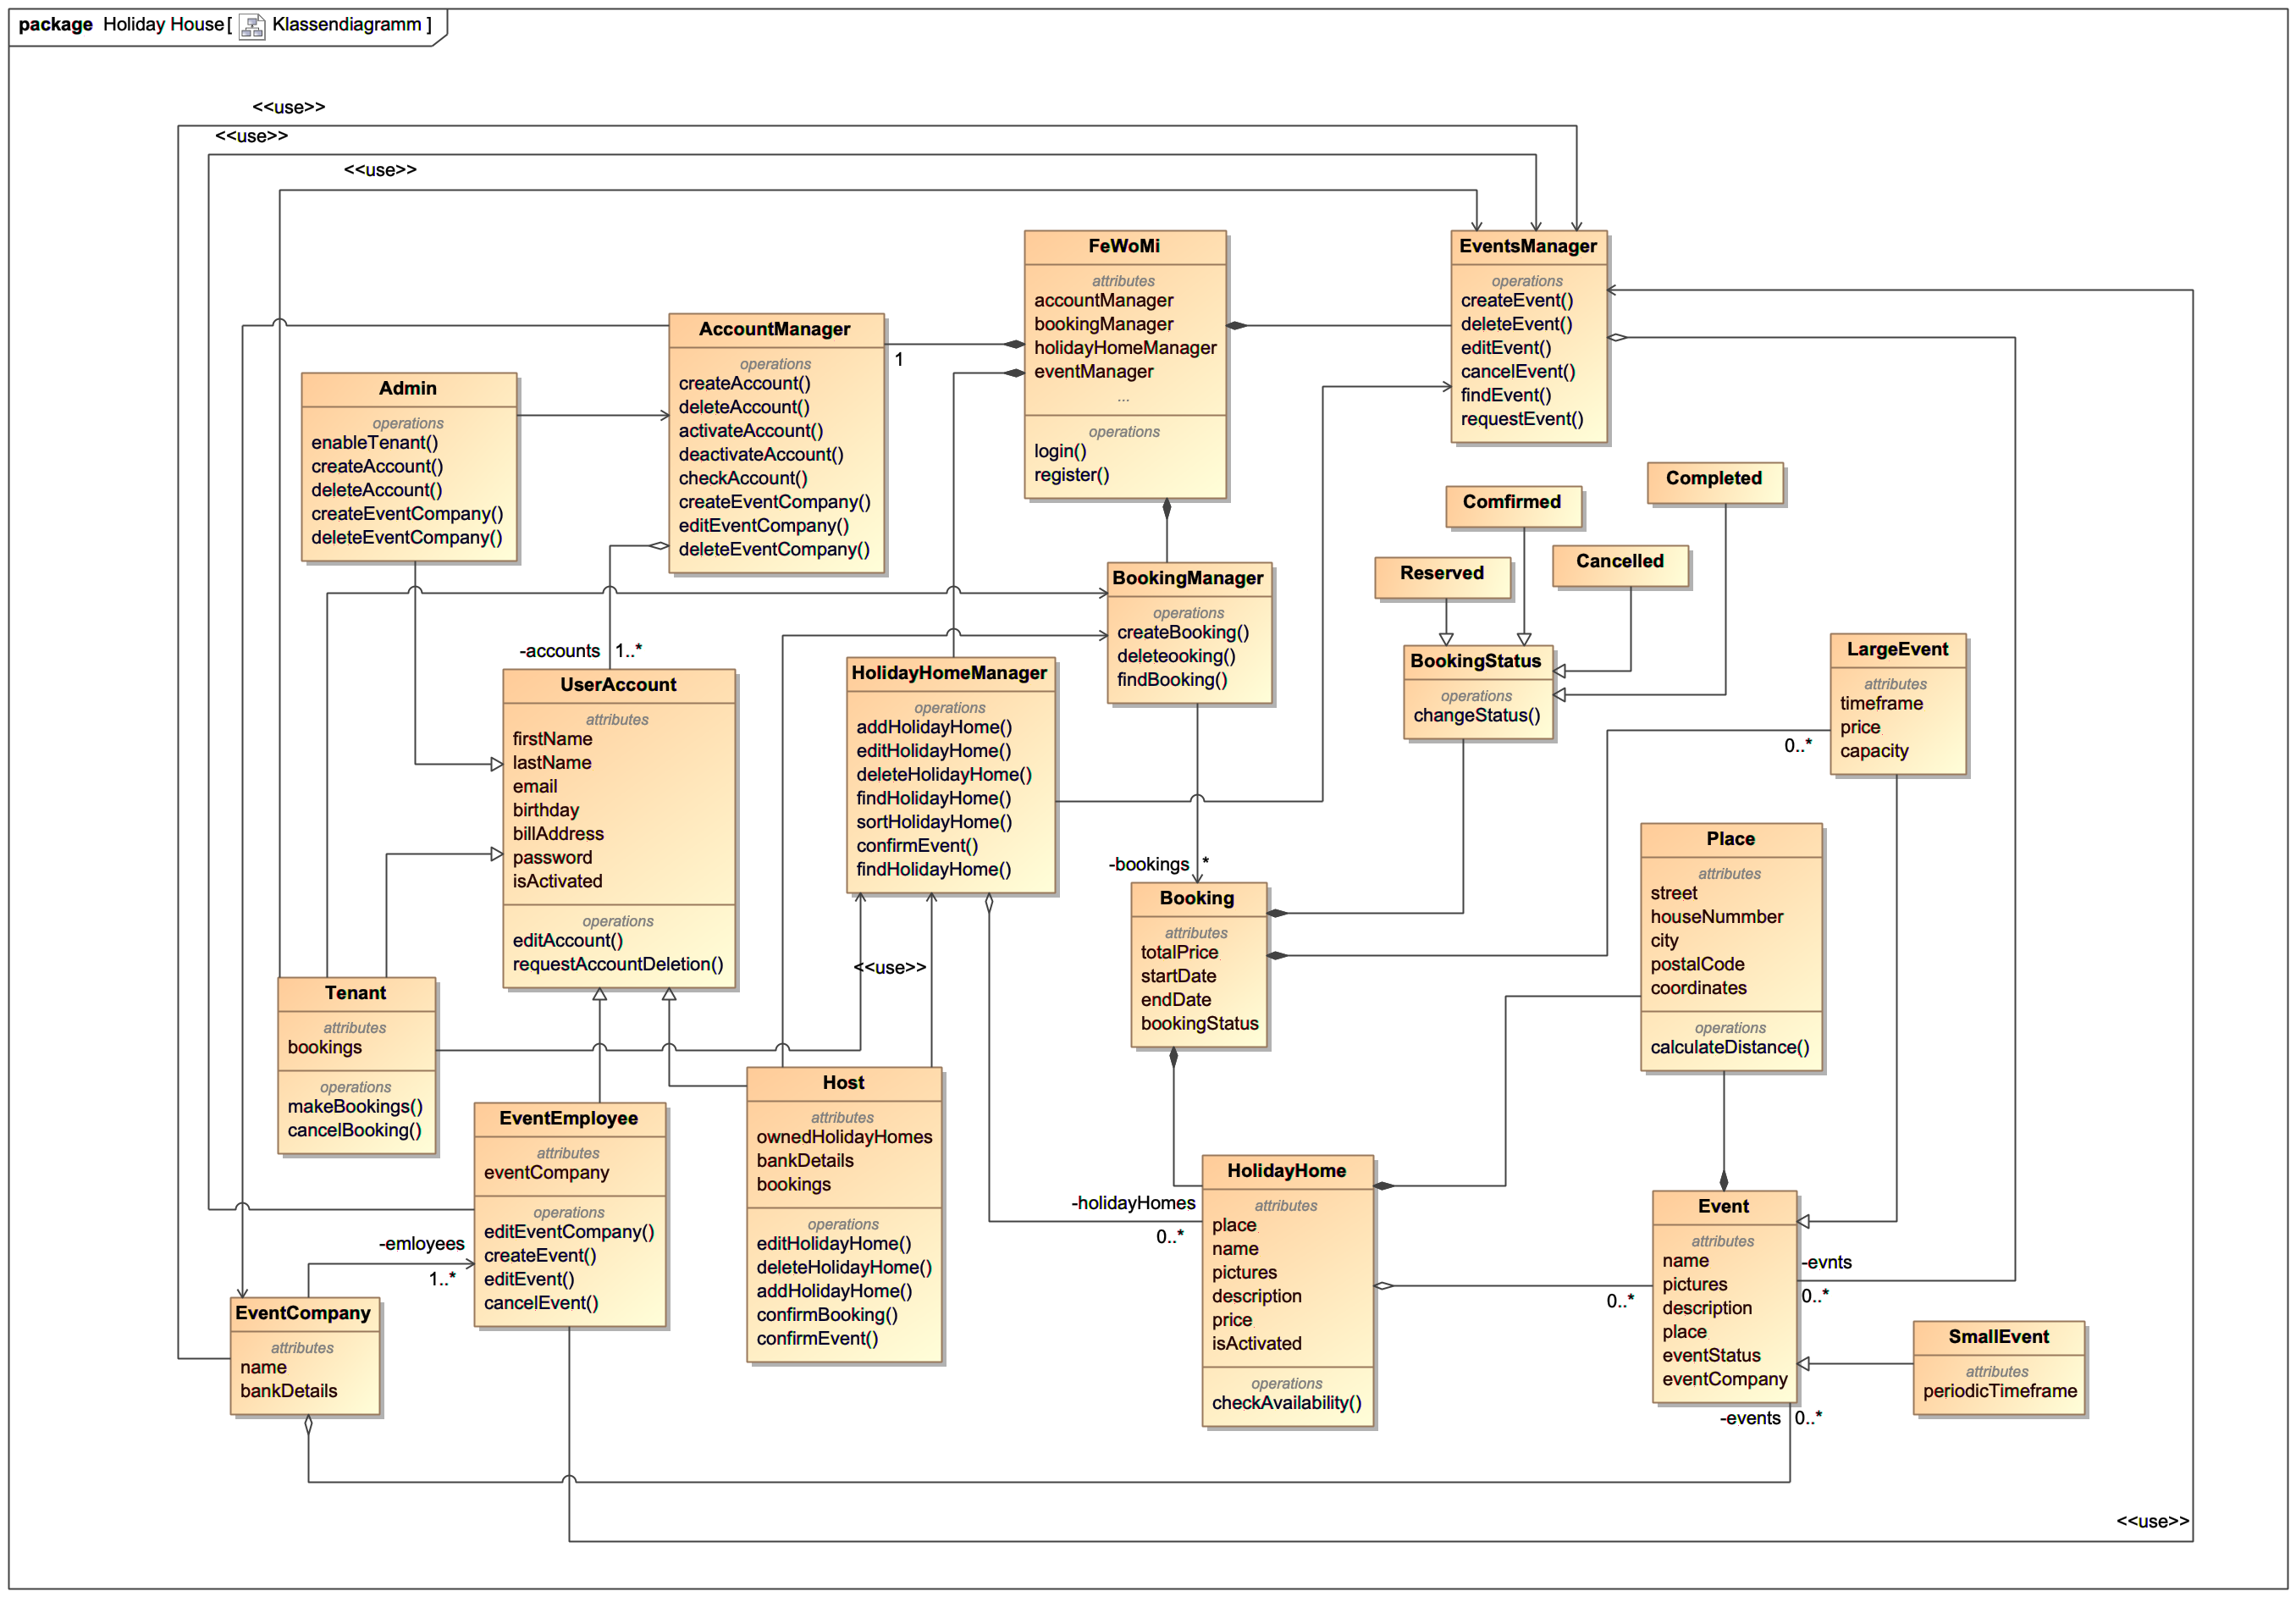 package Holiday House[ Klassendiagramm ]
<<use>>
<<use>>
<<use>>
FeWoMi
attributes
accountManager
bookingManager
holidayHomeManager
eventManager
...
operations
login()
register()
EventsManager
operations
createEvent()
deleteEvent()
editEvent()
cancelEvent()
findEvent()
requestEvent()
AccountManager
operations
createAccount()
deleteAccount()
activateAccount()
deactivateAccount()
checkAccount()
createEventCompany()
editEventCompany()
deleteEventCompany()
1
Admin
operations
enableTenant()
createAccount()
deleteAccount()
createEventCompany()
deleteEventCompany()
Completed
Comfirmed
Cancelled
Reserved
BookingManager
operations
createBooking()
deleteooking()
findBooking()
BookingStatus
operations
changeStatus()
LargeEvent
attributes
timeframe
price
capacity
0..*
-accounts 1..*
UserAccount
attributes
firstName
lastName
email
birthday
billAddress
password
isActivated
operations
editAccount()
requestAccountDeletion()
HolidayHomeManager
operations
addHolidayHome()
editHolidayHome()
deleteHolidayHome()
findHolidayHome()
sortHolidayHome()
confirmEvent()
findHolidayHome()
-bookings *
Booking
attributes
totalPrice
startDate
endDate
bookingStatus
Place
attributes
street
houseNummber
city
postalCode
coordinates
operations
calculateDistance()
<<use>>
Tenant
attributes
bookings
operations
makeBookings()
cancelBooking()
Host
attributes
ownedHolidayHomes
bankDetails
bookings
operations
editHolidayHome()
deleteHolidayHome()
addHolidayHome()
confirmBooking()
confirmEvent()
EventEmployee
attributes
eventCompany
operations
editEventCompany()
createEvent()
editEvent()
cancelEvent()
-emloyees
1..*
EventCompany
attributes
name
bankDetails
-holidayHomes
0..*
HolidayHome
attributes
place
name
pictures
description
price
isActivated
operations
checkAvailability()
0..*
Event
attributes
name
pictures
description
place
eventStatus
eventCompany
-evnts
0..*
-events 0..*
SmallEvent
attributes
periodicTimeframe
<<use>>